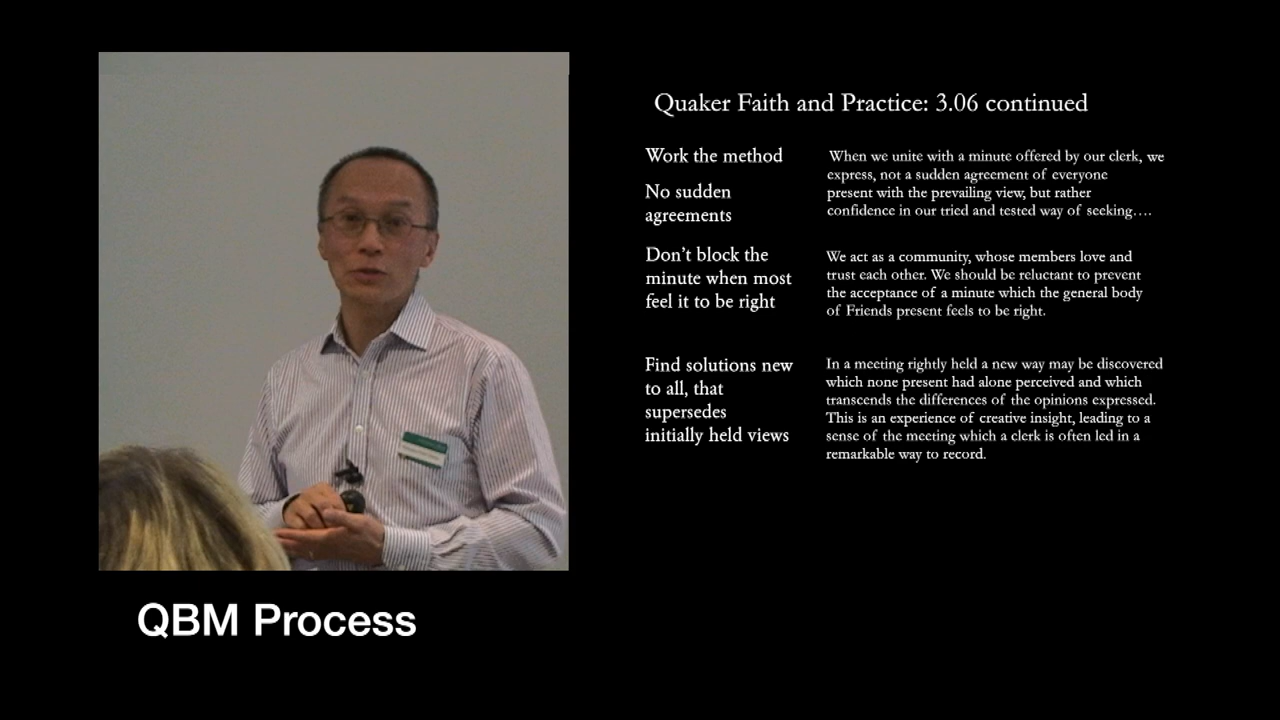 Quaker Faith and Practice: 3.06 continued
Work the method
No sudden
agreements
When we unite with a minute offered by our clerk, we
express, not a sudden agreement of everyone
present with the prevailing view, but rather
confidence in our tried and tested way of seeking….
Don’t block the
minute when most
feel it to be right
We act as a community, whose members love and
trust each other. We should be reluctant to prevent
the acceptance of a minute which the general body
of Friends present feels to be right.
Find solutions new
to all, that
supersedes
initially held views
In a meeting rightly held a new way may be discovered
which none present had alone perceived and which
transcends the differences of the opinions expressed.
This is an experience of creative insight, leading to a
sense of the meeting which a clerk is often led in a
remarkable way to record.
QBM Process